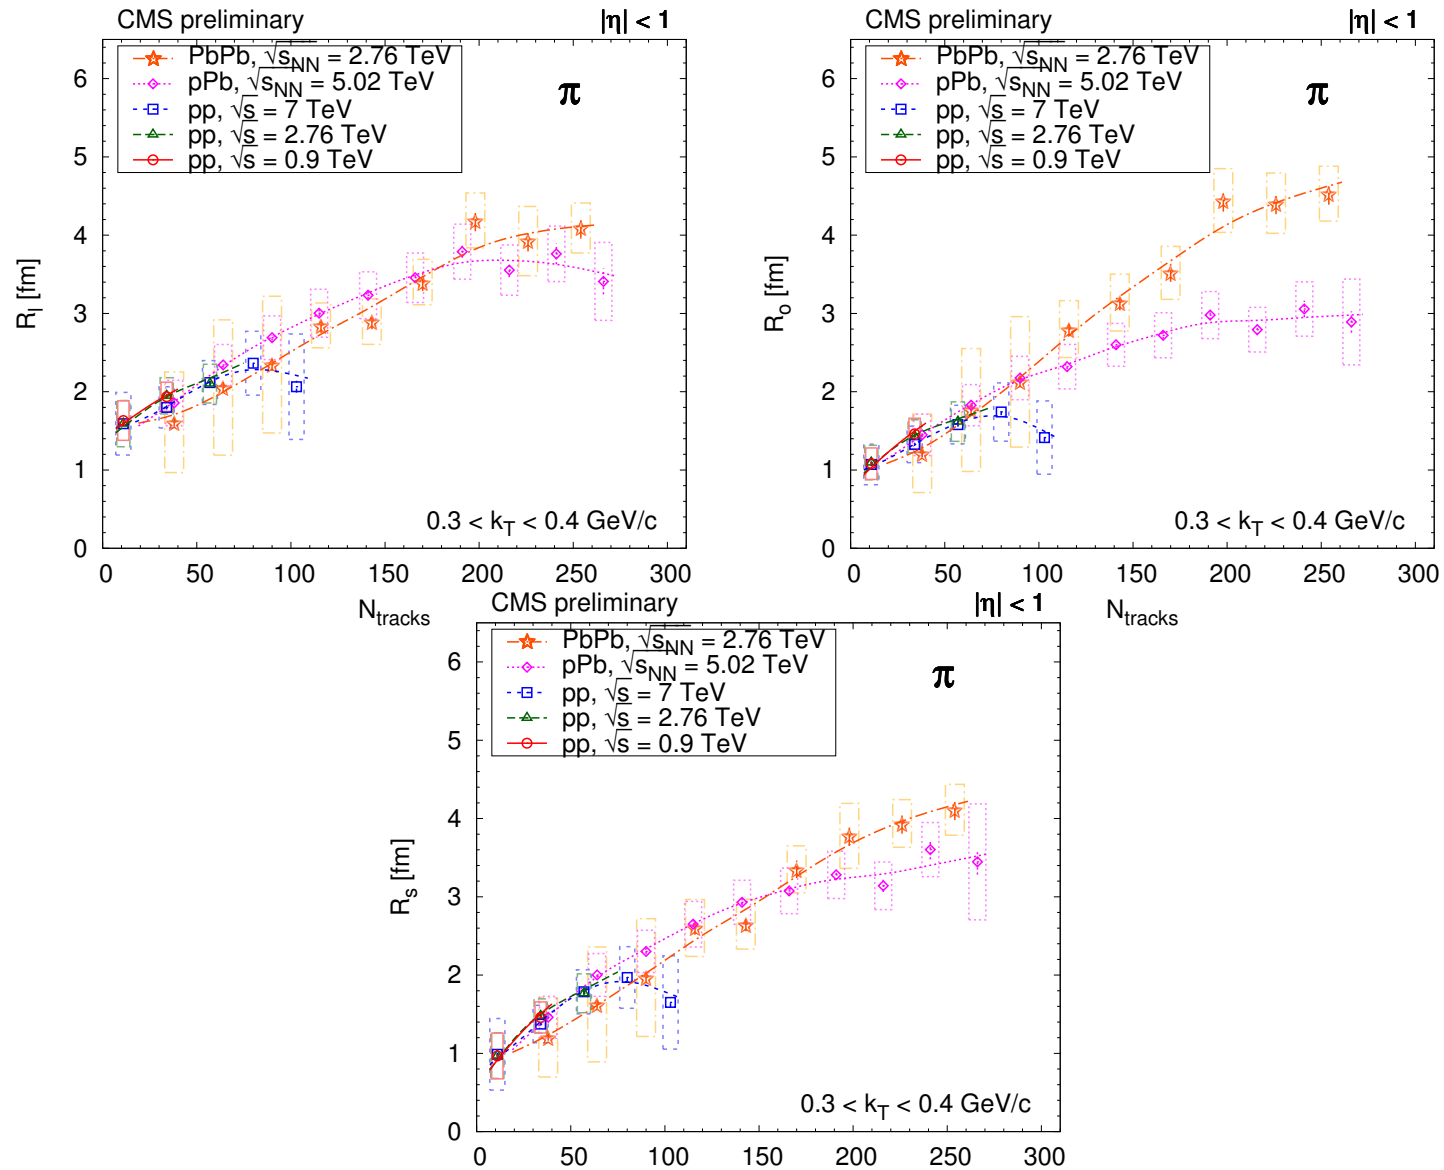 CMS preliminary |η| < 1
PbPb, √sNN = 2.76 TeV
pPb, √sNN = 5.02 TeV
pp, √s = 7 TeV
pp, √s = 2.76 TeV
pp, √s = 0.9 TeV
π
Rl [fm]
0 1 2 3 4 5 6
0.3 < kT < 0.4 GeV/c
0 50 100 150 200 250 300
Ntracks
CMS preliminary |η| < 1
PbPb, √sNN = 2.76 TeV
pPb, √sNN = 5.02 TeV
pp, √s = 7 TeV
pp, √s = 2.76 TeV
pp, √s = 0.9 TeV
π
Ro [fm]
0 1 2 3 4 5 6
0.3 < kT < 0.4 GeV/c
0 50 100 150 200 250 300
Ntracks
CMS preliminary |η| < 1
PbPb, √sNN = 2.76 TeV
pPb, √sNN = 5.02 TeV
pp, √s = 7 TeV
pp, √s = 2.76 TeV
pp, √s = 0.9 TeV
π
Rs [fm]
0 1 2 3 4 5 6
0.3 < kT < 0.4 GeV/c
0 50 100 150 200 250 300